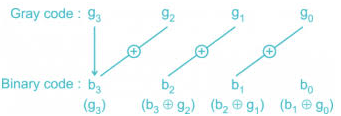 Gray code : g₃ g₂ g₁ g₀
⊕ ⊕ ⊕
Binary code : b₃ b₂ b₁ b₀
(g₃) (b₃ ⊕ g₂) (b₂ ⊕ g₁) (b₁ ⊕ g₀)